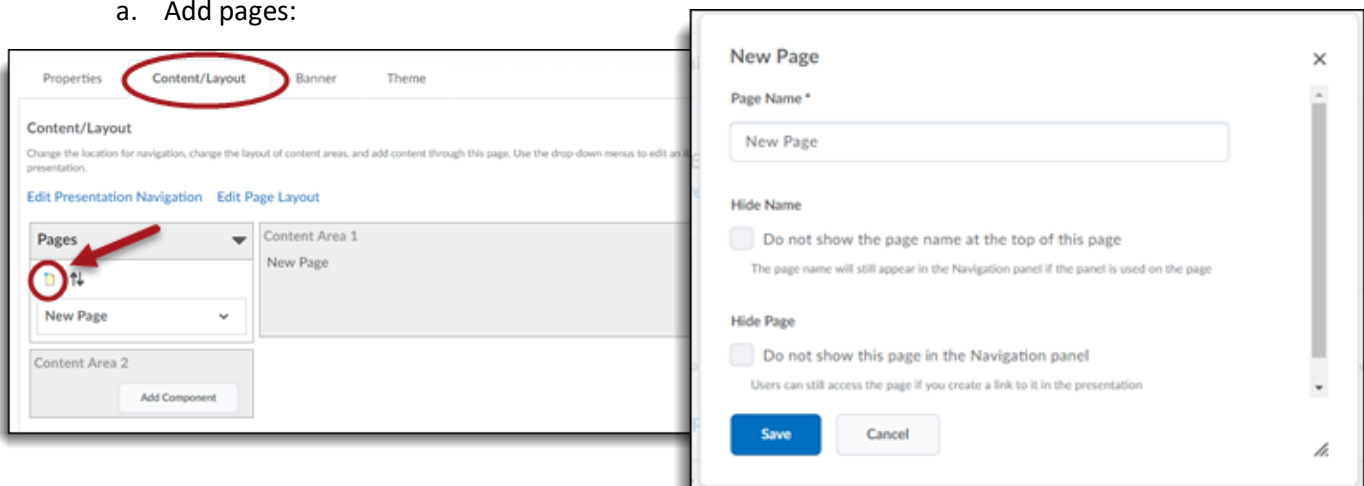 a. Add pages:
Properties Content/Layout Banner Theme
Content/Layout
Change the location for navigation, change the layout of content areas, and add content through this page. Use the drop-down menus to edit an
presentation.
Edit Presentation Navigation Edit Page Layout
Pages
New Page
Content Area 1
New Page
Content Area 2
Add Component
New Page
Page Name *
New Page
Hide Name
Do not show the page name at the top of this page
The page name will still appear in the Navigation panel if the panel is used on the page
Hide Page
Do not show this page in the Navigation panel
Users can still access the page if you create a link to it in the presentation
Save Cancel